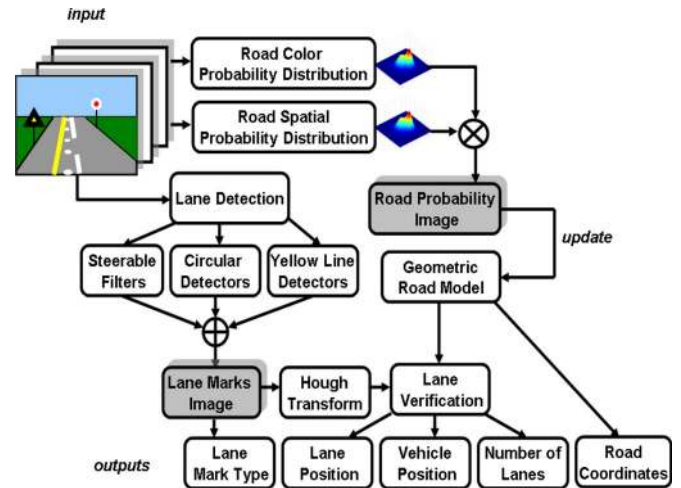 input
Road Color
Probability Distribution
Road Spatial
Probability Distribution
Lane Detection
Road Probability
Image
update
Steerable
Filters
Circular
Detectors
Yellow Line
Detectors
Geometric
Road Model
Lane Marks
Image
Hough
Transform
Lane
Verification
outputs
Lane
Mark Type
Lane
Position
Vehicle
Position
Number of
Lanes
Road
Coordinates